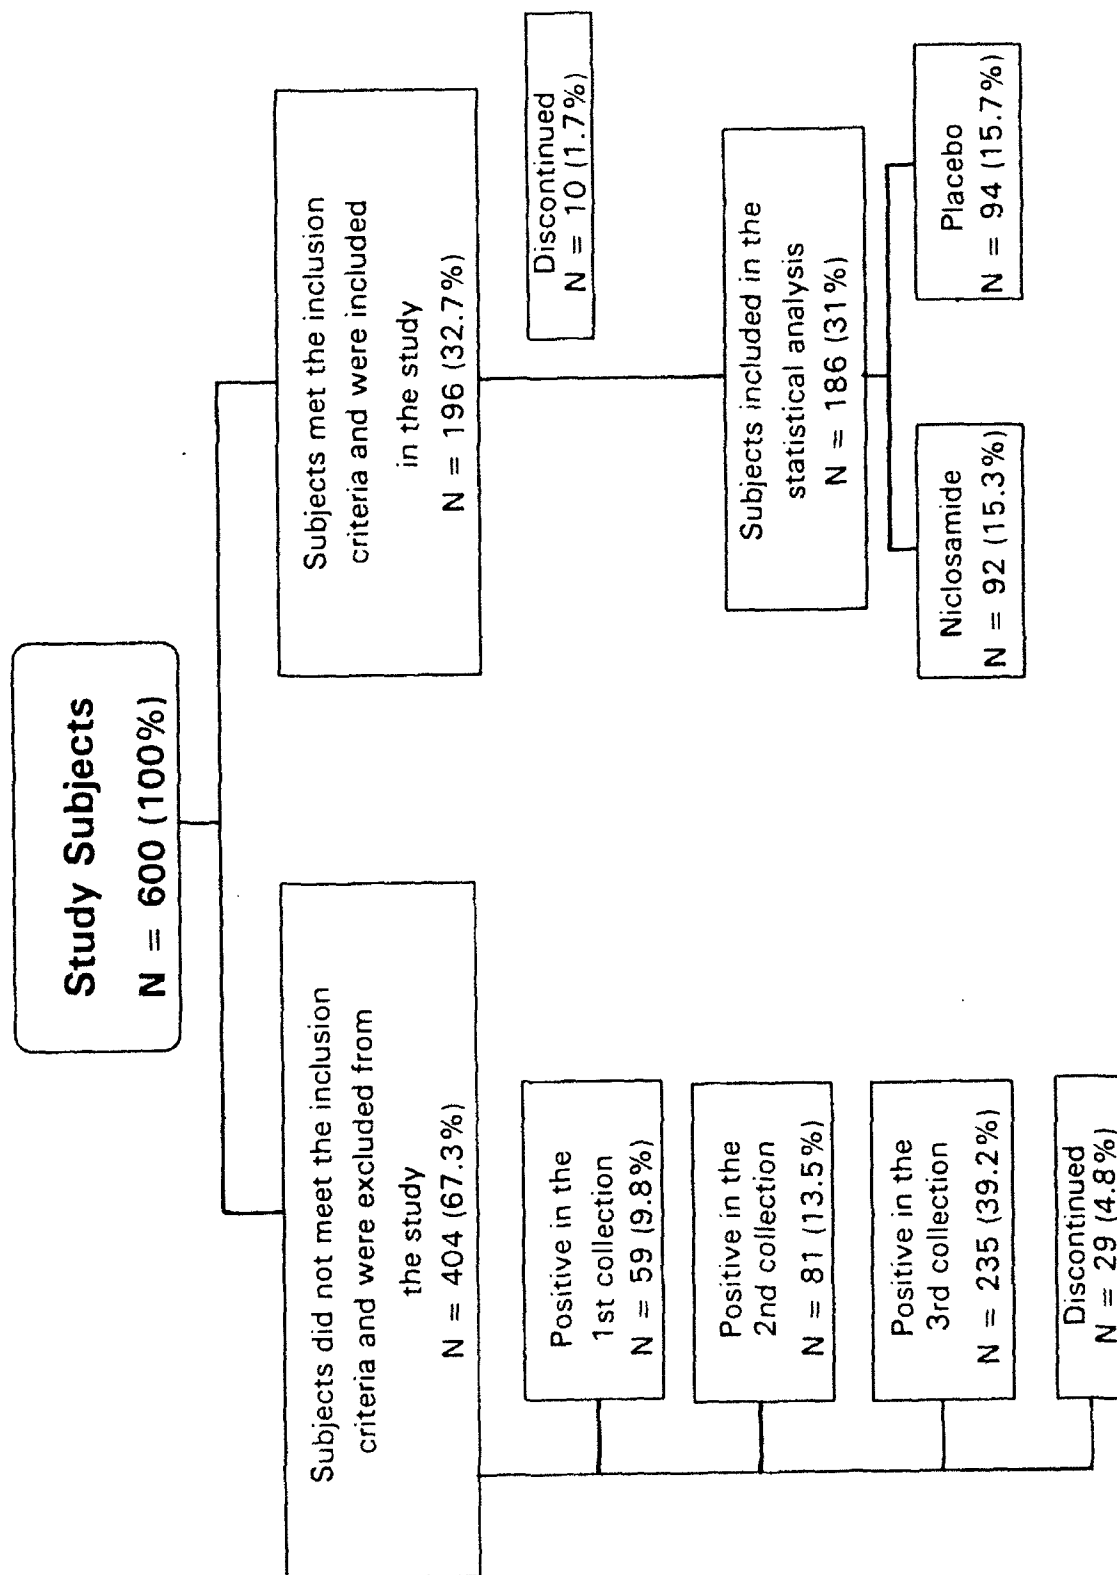 Study Subjects
N = 600 (100%)
Subjects did not meet the inclusion
criteria and were excluded from
the study
N = 404 (67.3%)
Positive in the
1st collection
N = 59 (9.8%)
Positive in the
2nd collection
N = 81 (13.5%)
Positive in the
3rd collection
N = 235 (39.2%)
Discontinued
N = 29 (4.8%)
Subjects met the inclusion
criteria and were included
in the study
N = 196 (32.7%)
Discontinued
N = 10 (1.7%)
Subjects included in the
statistical analysis
N = 186 (31%)
Niclosamide
N = 92 (15.3%)
Placebo
N = 94 (15.7%)